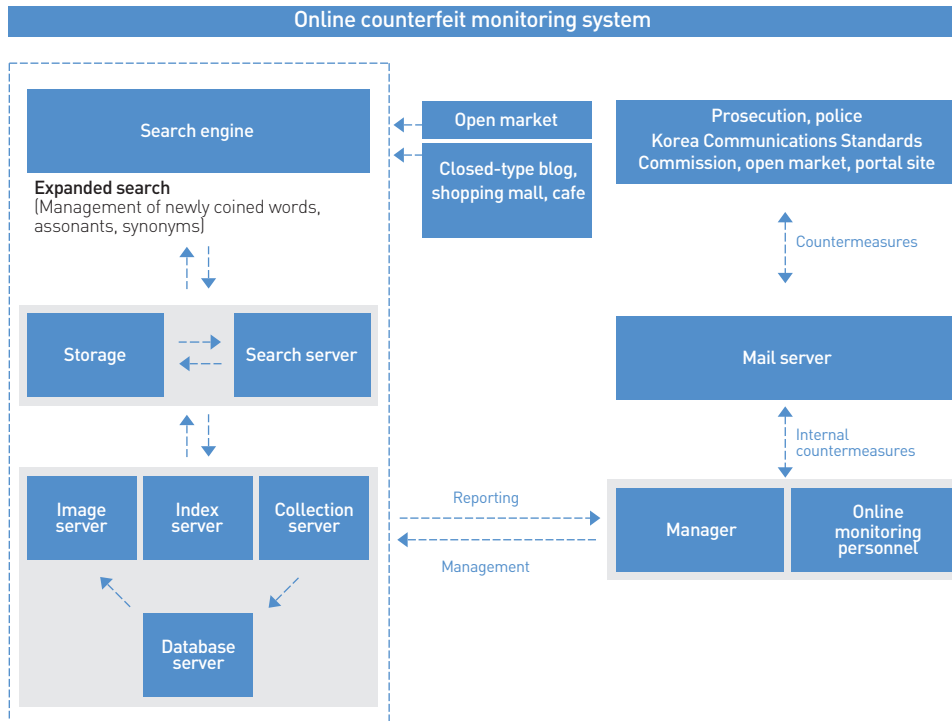 Online counterfeit monitoring system
Search engine
Expanded search
(Management of newly coined words,
assonants, synonyms)
Open market
Closed-type blog,
shopping mall, cafe
Prosecution, police
Korea Communications Standards
Commission, open market, portal site
Countermeasures
Storage
Search server
Mail server
Internal
countermeasures
Image
server
Index
server
Collection
server
Database
server
Reporting
Management
Manager
Online
monitoring
personnel